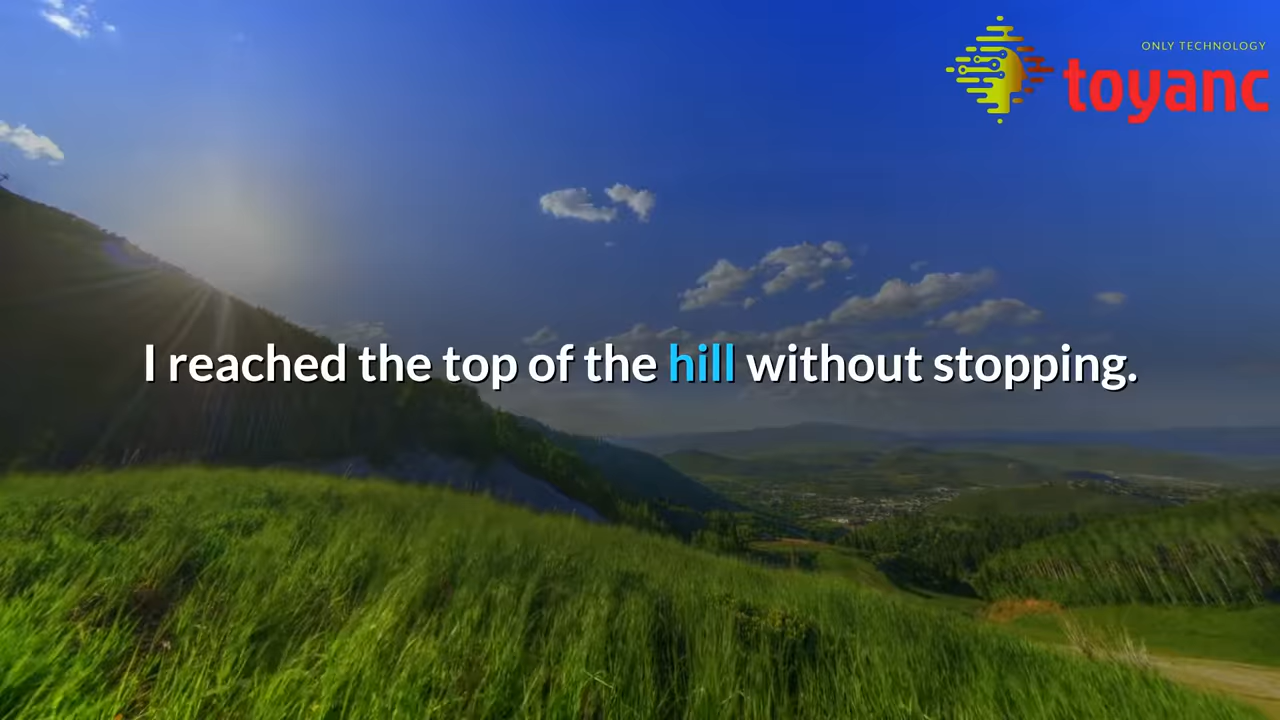 ONLY TECHNOLOGY
toyanc
I reached the top of the hill without stopping.